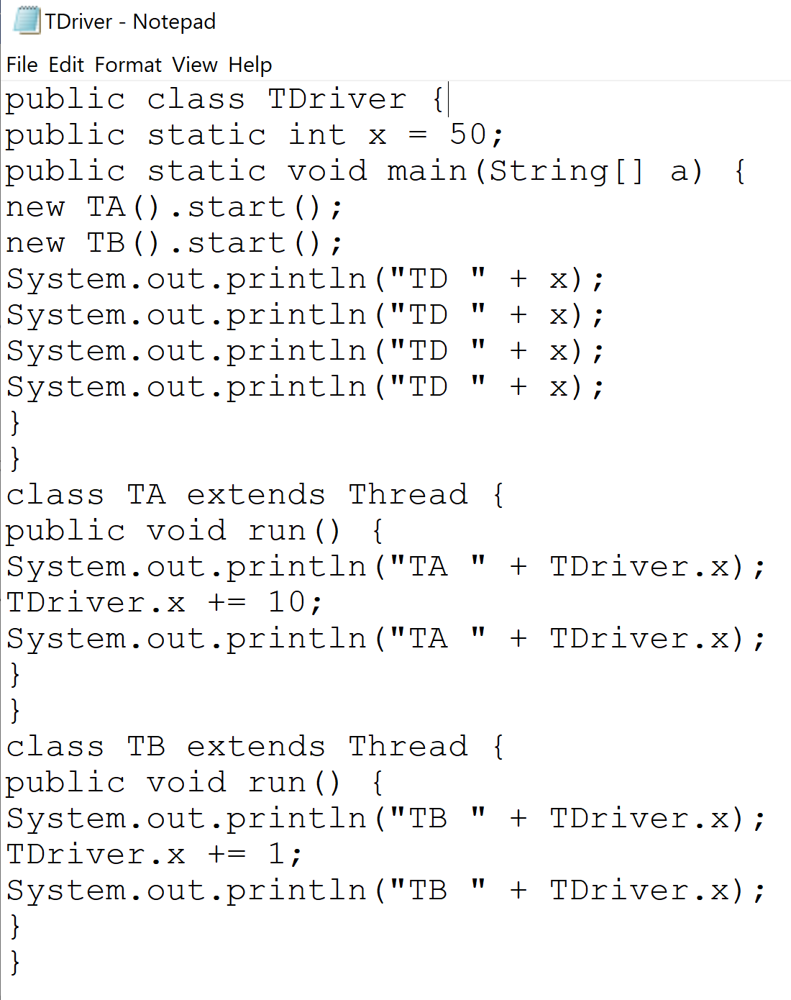 TDriver - Notepad
File Edit Format View Help
public class TDriver {
public static int x = 50;
public static void main(String[] a) {
new TA().start();
new TB().start();
System.out.println("TD " + x);
System.out.println("TD " + x);
System.out.println("TD " + x);
System.out.println("TD " + x);
}
}
class TA extends Thread {
public void run() {
System.out.println("TA " + TDriver.x);
TDriver.x += 10;
System.out.println("TA " + TDriver.x);
}
}
class TB extends Thread {
public void run() {
System.out.println("TB " + TDriver.x);
TDriver.x += 1;
System.out.println("TB " + TDriver.x);
}
}